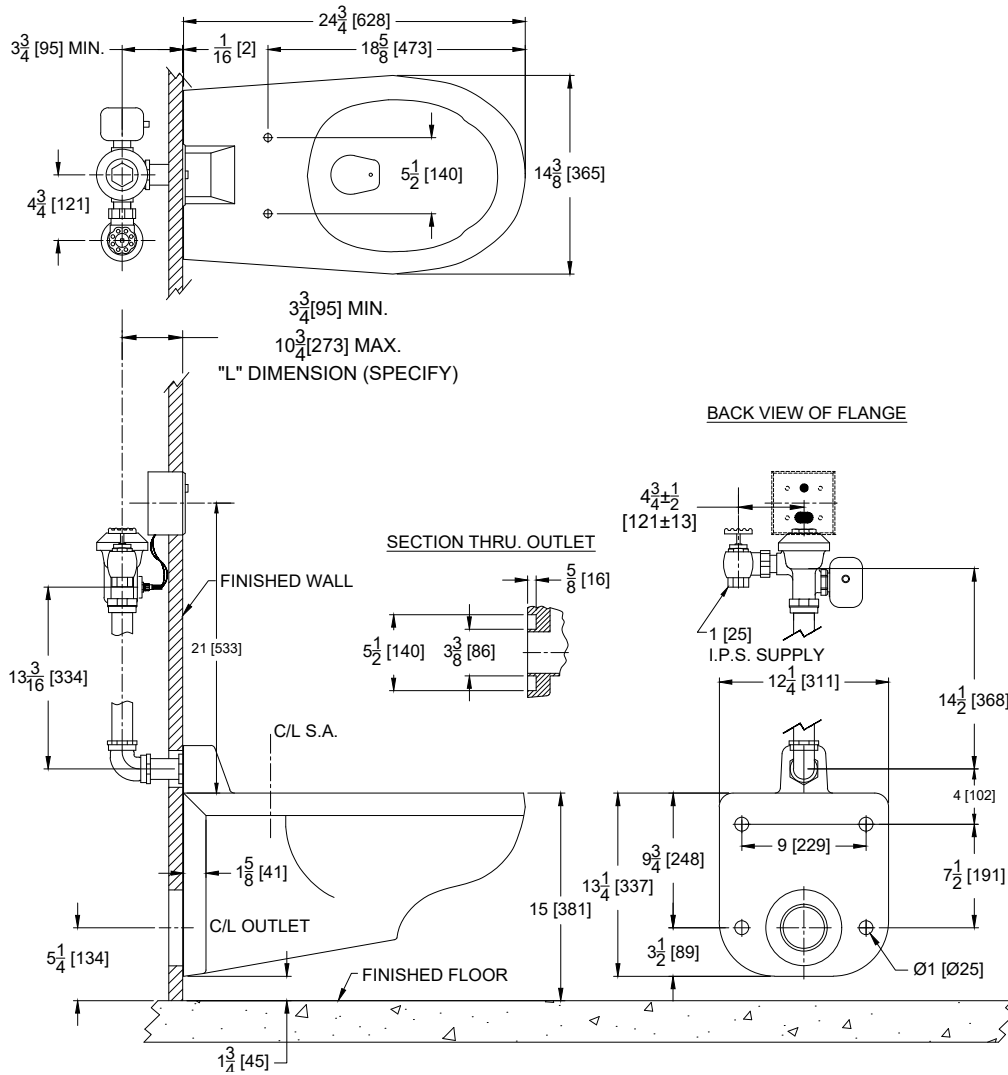 24 3/4 [628]
3 3/4 [95] MIN.
1/16 [2]
18 5/8 [473]
5 1/2 [140]
14 3/8 [365]
4 3/4 [121]
3 3/4 [95] MIN.
10 3/4 [273] MAX.
"L" DIMENSION (SPECIFY)
BACK VIEW OF FLANGE
4 3/4 ± 1/2
[121±13]
SECTION THRU. OUTLET
5/8 [16]
FINISHED WALL
1 [25]
I.P.S. SUPPLY
5 1/2 [140]
3 3/8 [86]
21 [533]
13 3/16 [334]
12 1/4 [311]
14 1/2 [368]
C/L S.A.
4 [102]
9 [229]
9 3/4 [248]
1 5/8 [41]
13 1/4 [337]
7 1/2 [191]
15 [381]
C/L OUTLET
5 1/4 [134]
3 1/2 [89]
FINISHED FLOOR
Ø1 [Ø25]
1 3/4 [45]